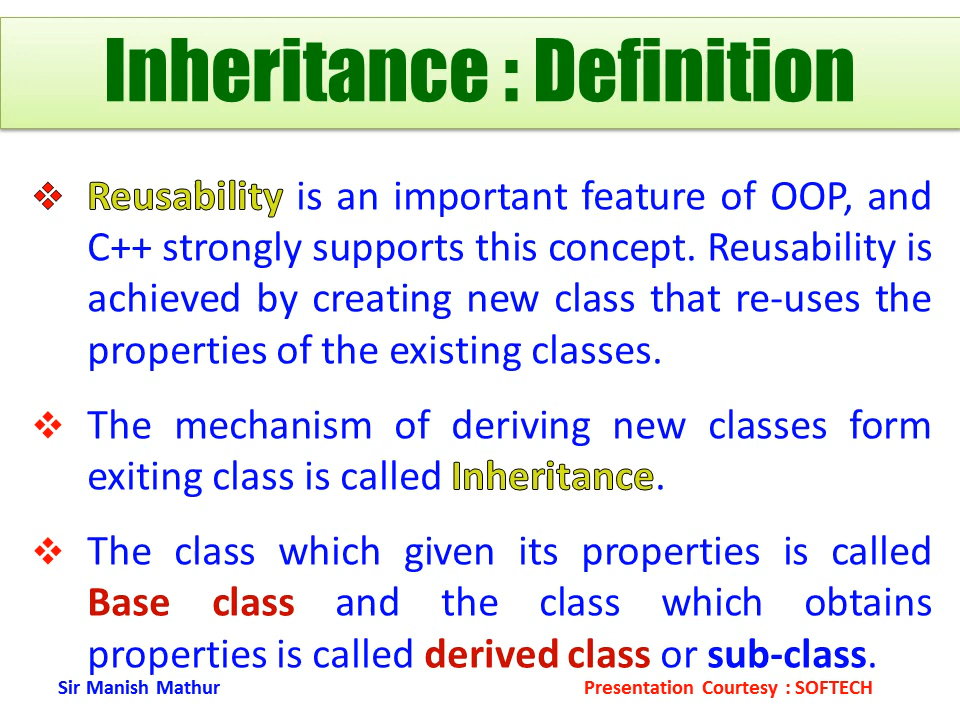 Inheritance : Definition
Reusability is an important feature of OOP, and
C++ strongly supports this concept. Reusability is
achieved by creating new class that re-uses the
properties of the existing classes.
The mechanism of deriving new classes form
exiting class is called Inheritance.
The class which given its properties is called
Base class and the class which obtains
properties is called derived class or sub-class.
Sir Manish Mathur Presentation Courtesy : SOFTECH